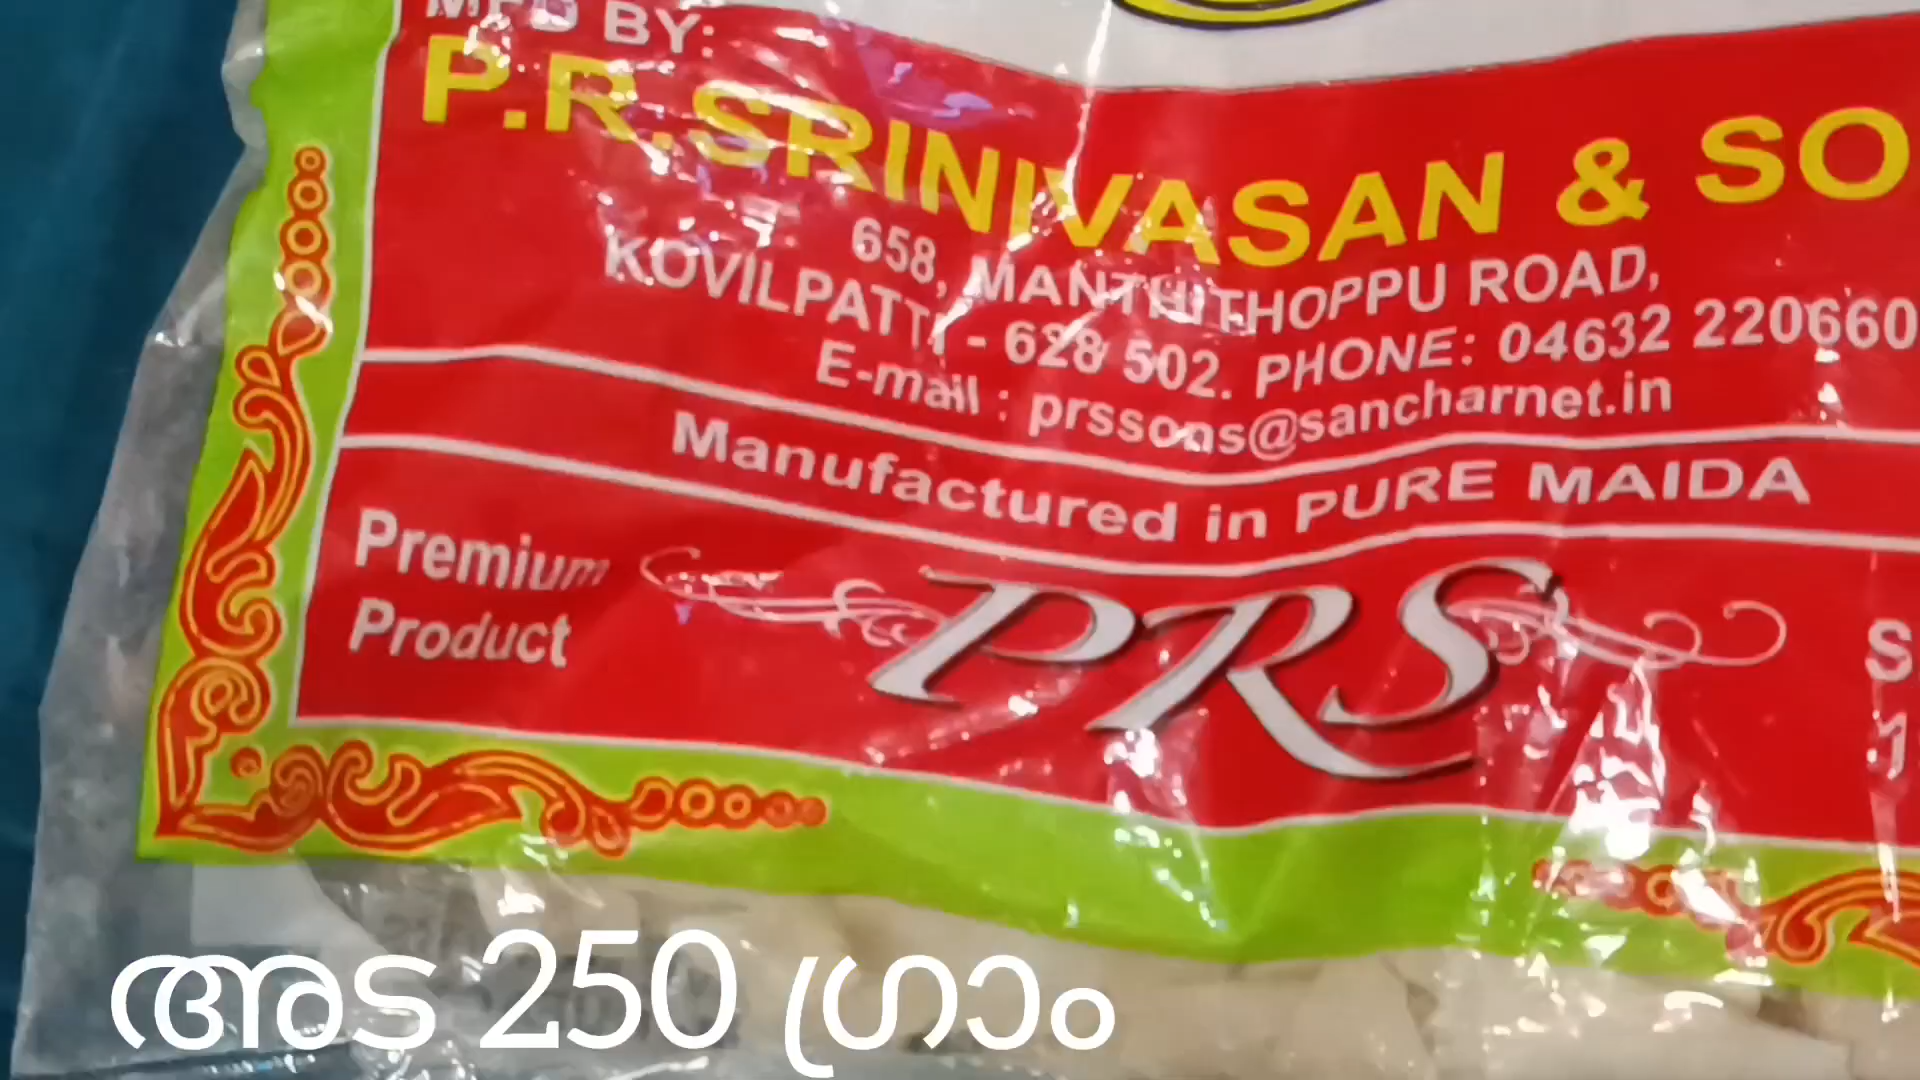 MFD BY:
P.R.SRINIVASAN & SO
658, MANTHITHOPPU ROAD,
KOVILPATTI - 628 502. PHONE: 04632 220660
E-mail : prssons@sancharnet.in
Manufactured in PURE MAIDA
Premium
Product
PRS
S
1
അട 250 ഗ്രാം